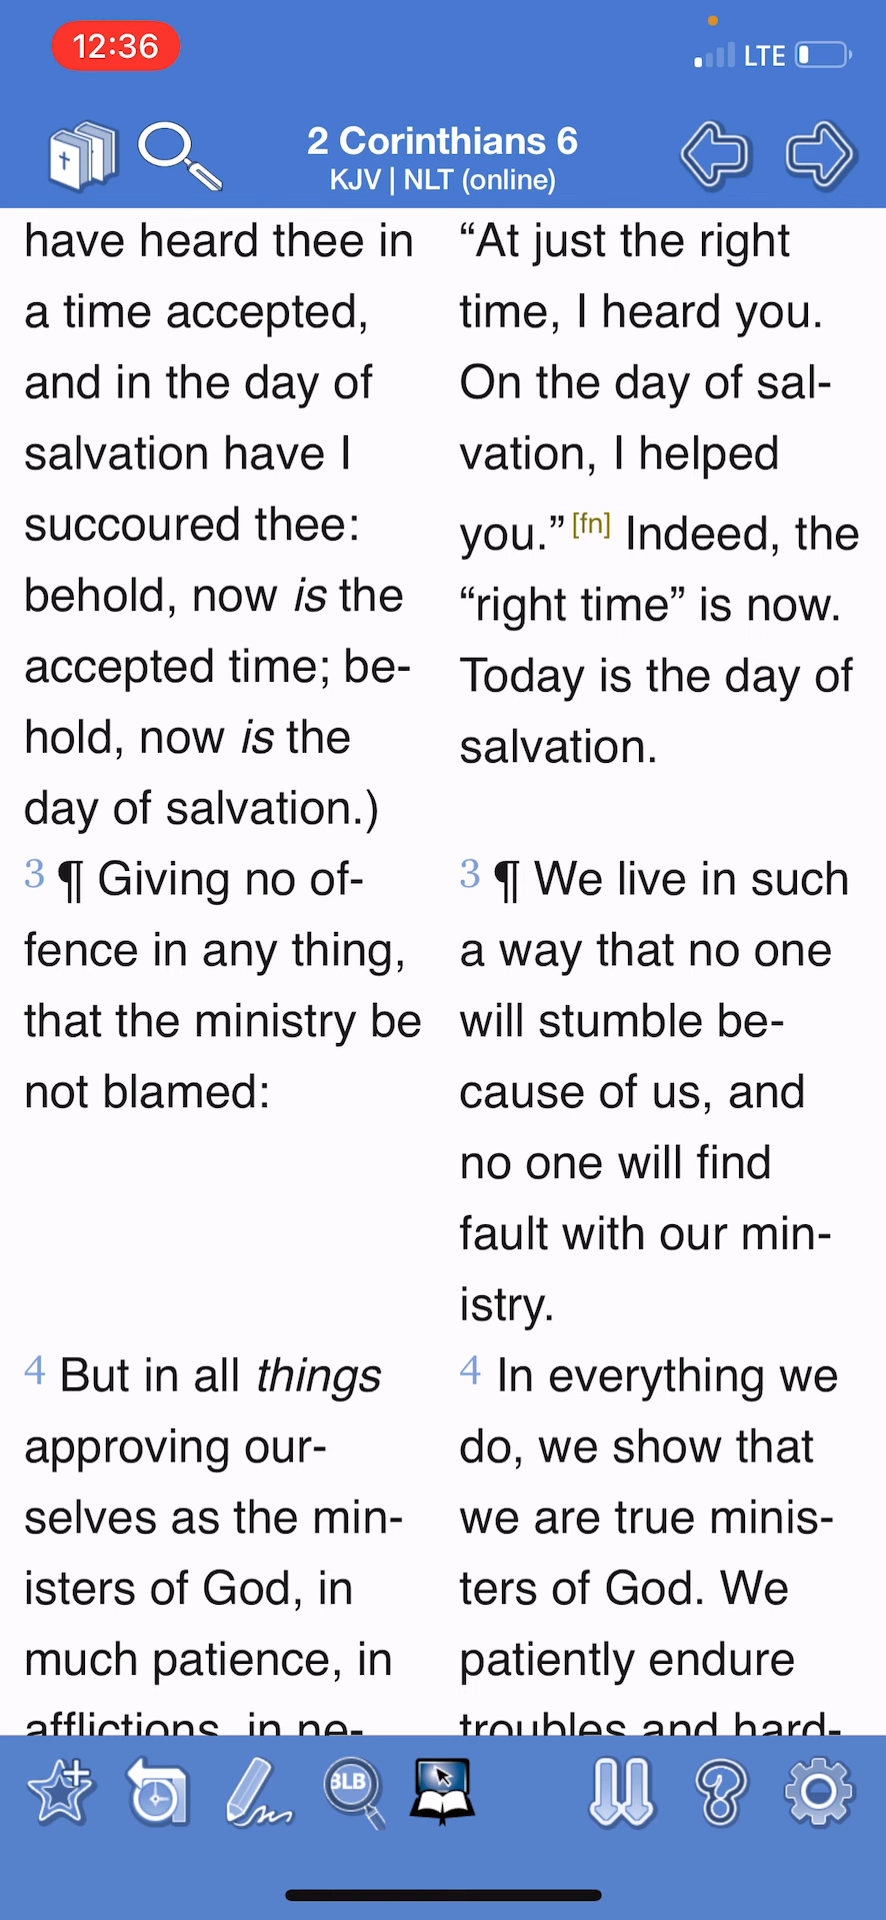 12:36
LTE
2 Corinthians 6
KJV | NLT (online)
have heard thee in
a time accepted,
and in the day of
salvation have I
succoured thee:
behold, now is the
accepted time; be-
hold, now is the
day of salvation.)
3 ¶ Giving no of-
fence in any thing,
that the ministry be
not blamed:
4 But in all things
approving our-
selves as the min-
isters of God, in
much patience, in
afflictions, in ne-
“At just the right
time, I heard you.
On the day of sal-
vation, I helped
you.” [fn] Indeed, the
“right time” is now.
Today is the day of
salvation.
3 ¶ We live in such
a way that no one
will stumble be-
cause of us, and
no one will find
fault with our min-
istry.
4 In everything we
do, we show that
we are true minis-
ters of God. We
patiently endure
troubles and hard-
BLB